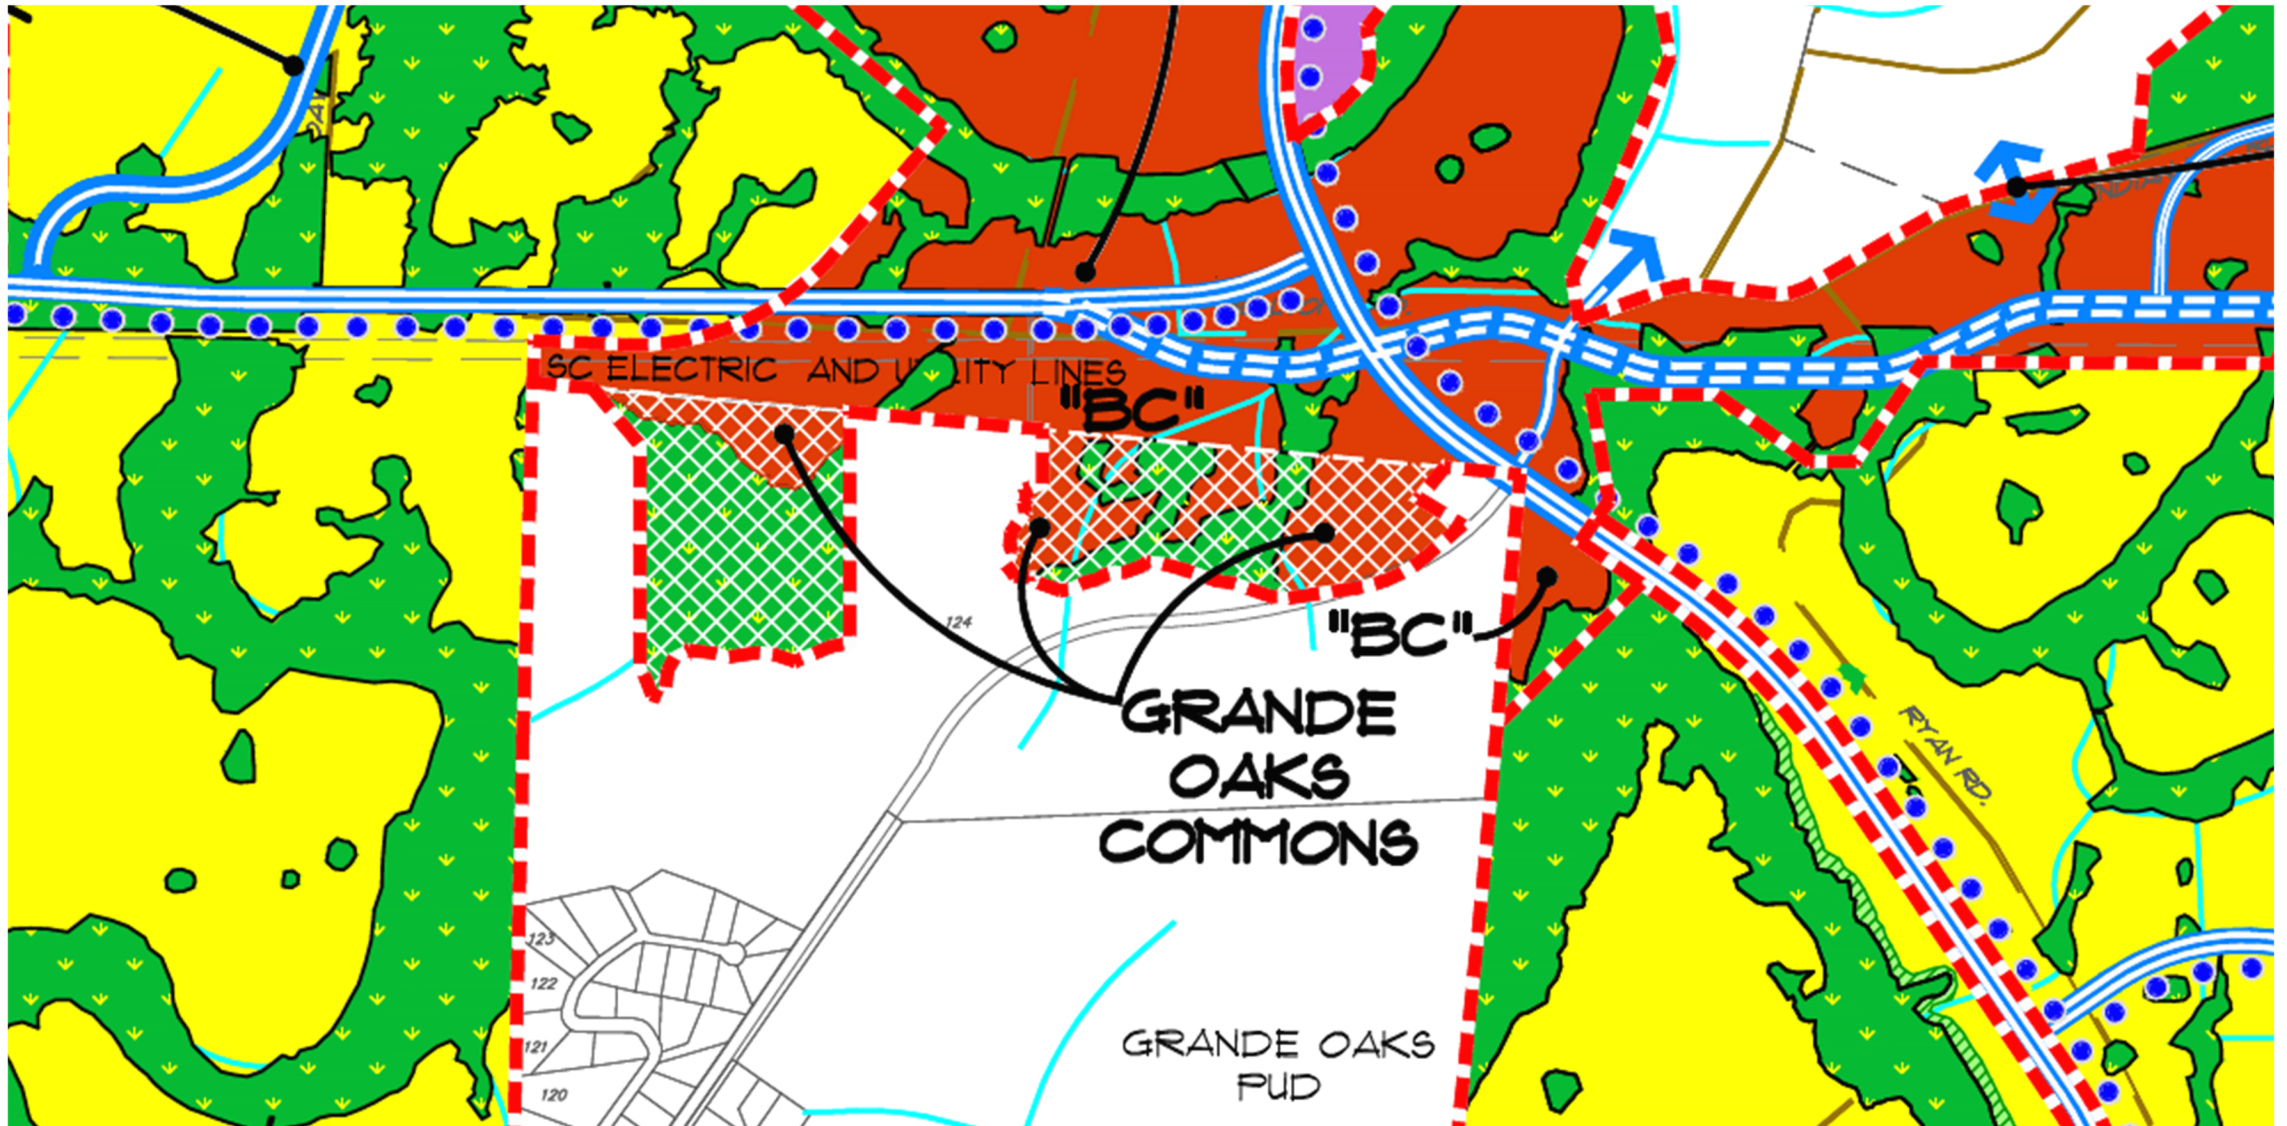 SC ELECTRIC AND UTILITY LINES
"BC"
124
"BC"
GRANDE
OAKS
COMMONS
RYAN RD.
123
122
121
120
GRANDE OAKS
PUD